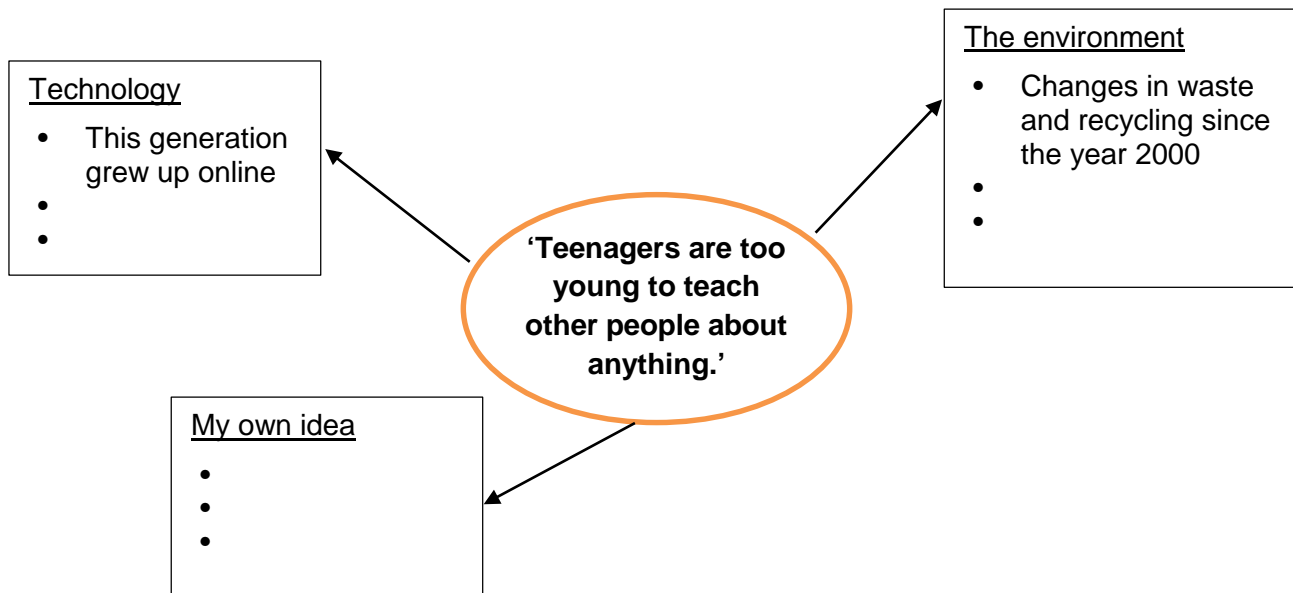 Technology
• This generation
grew up online
•
•
The environment
• Changes in waste
and recycling since
the year 2000
•
•
‘Teenagers are too
young to teach
other people about
anything.’
My own idea
•
•
•